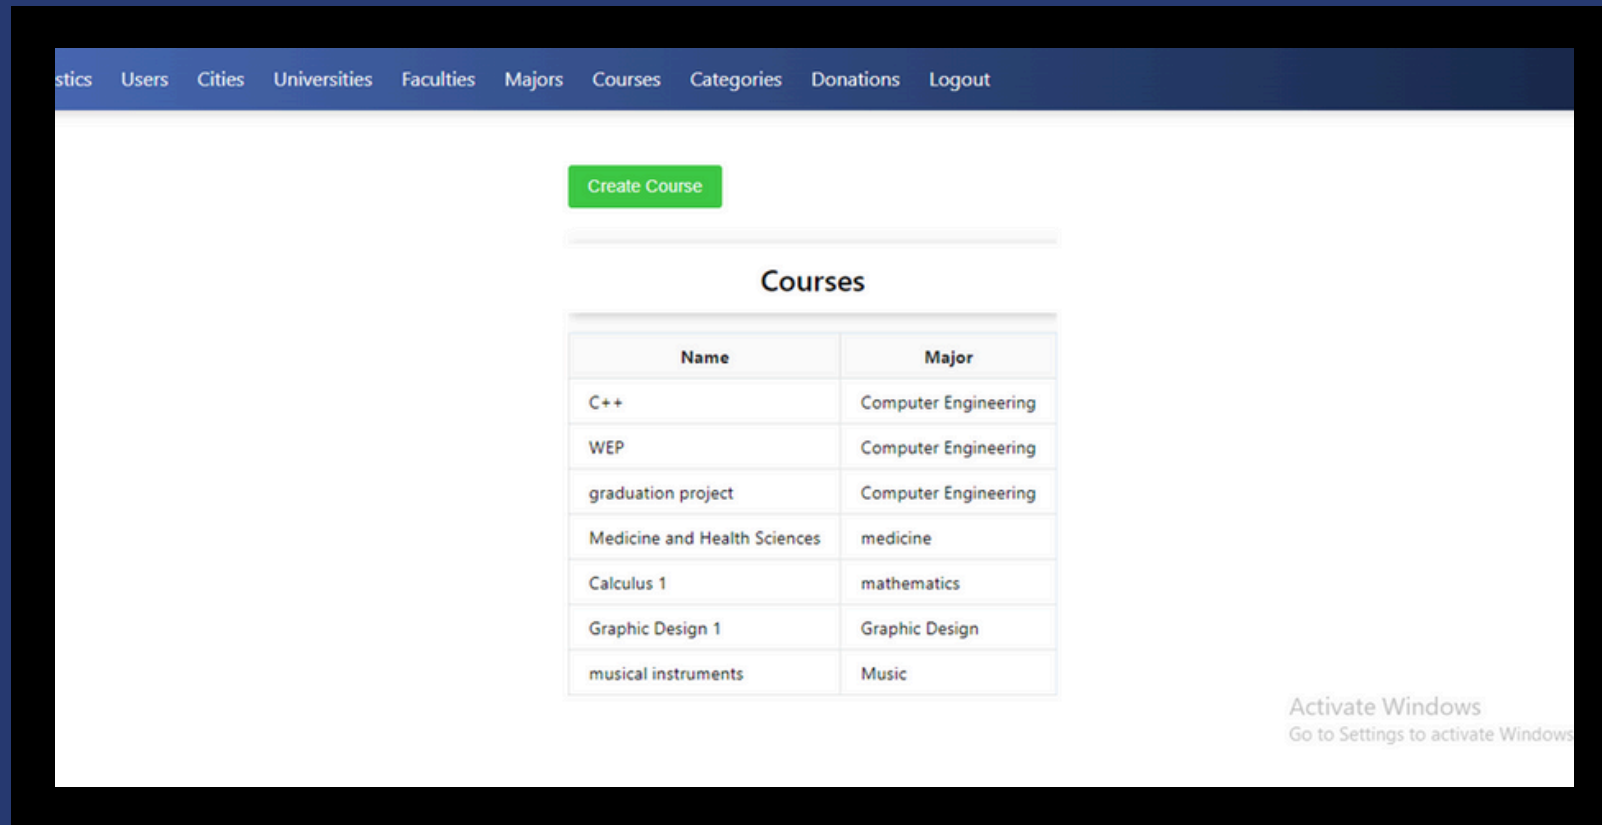 stics Users Cities Universities Faculties Majors Courses Categories Donations Logout
Create Course
Courses
Name Major
C++ Computer Engineering
WEP Computer Engineering
graduation project Computer Engineering
Medicine and Health Sciences medicine
Calculus 1 mathematics
Graphic Design 1 Graphic Design
musical instruments Music
Activate Windows
Go to Settings to activate Windows